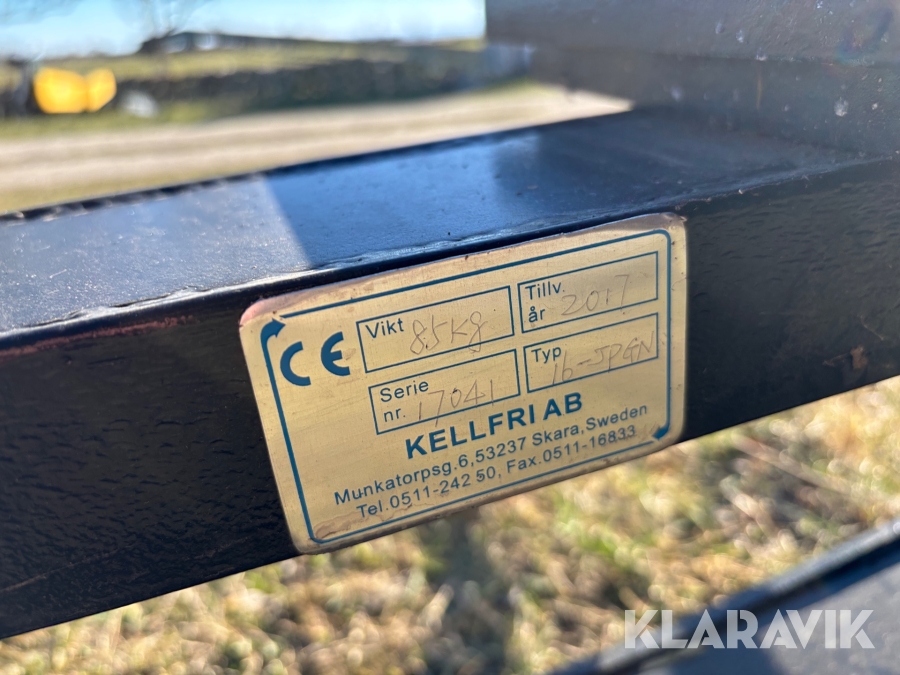 CE
Vikt 85Kg
Tillv. år 2017
Serie nr. 17041
Typ 16-JPGN
KELLFRI AB
Munkatorpsg.6,53237 Skara,Sweden
Tel.0511-242 50, Fax.0511-16833
KLARAVIK